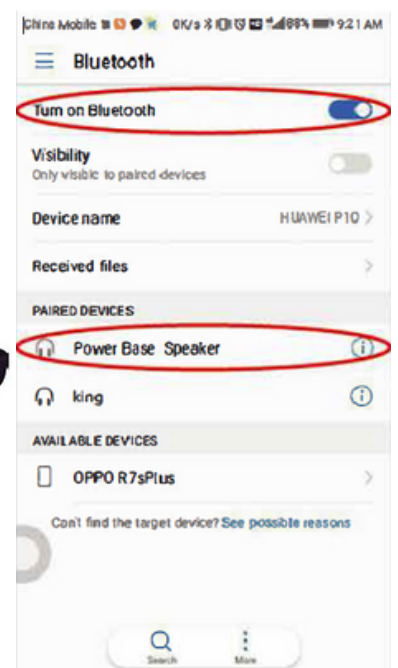 China Mobile 0K/s 88% 9:21 AM
Bluetooth
Turn on Bluetooth
Visibility
Only visible to paired devices
Device name HUAWEI P10
Received files
PAIRED DEVICES
Power Base Speaker
king
AVAILABLE DEVICES
OPPO R7sPlus
Can't find the target device? See possible reasons
Search More